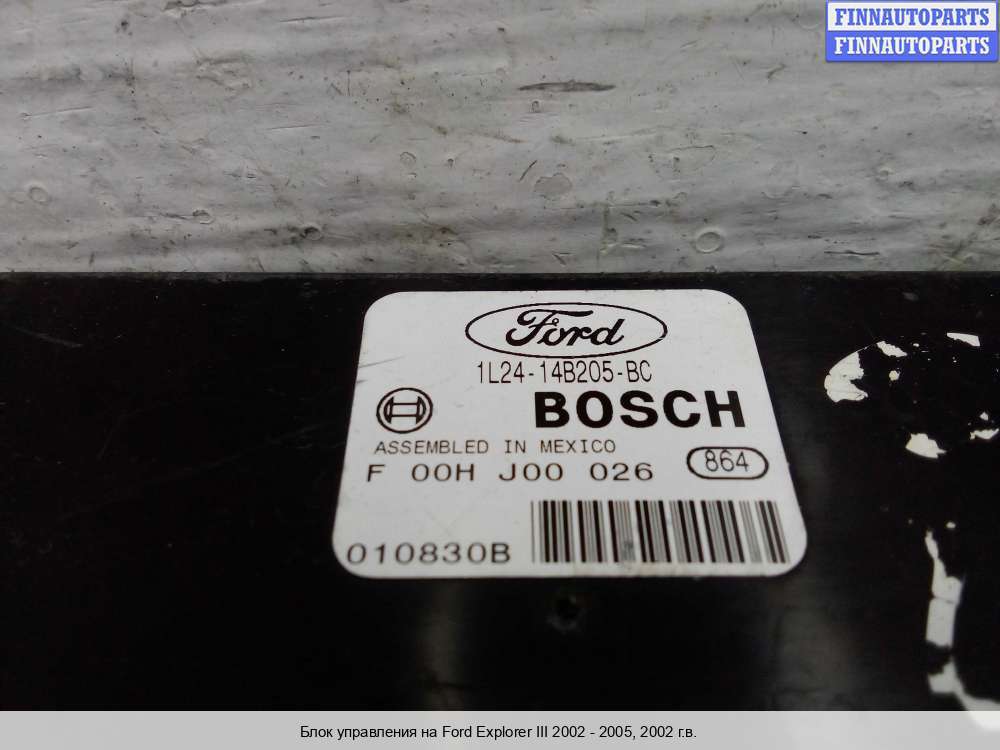 FINNAUTOPARTS
FINNAUTOPARTS
Ford
1L24-14B205-BC
BOSCH
ASSEMBLED IN MEXICO
F 00H J00 026 864
010830B
Блок управления на Ford Explorer III 2002 - 2005, 2002 г.в.